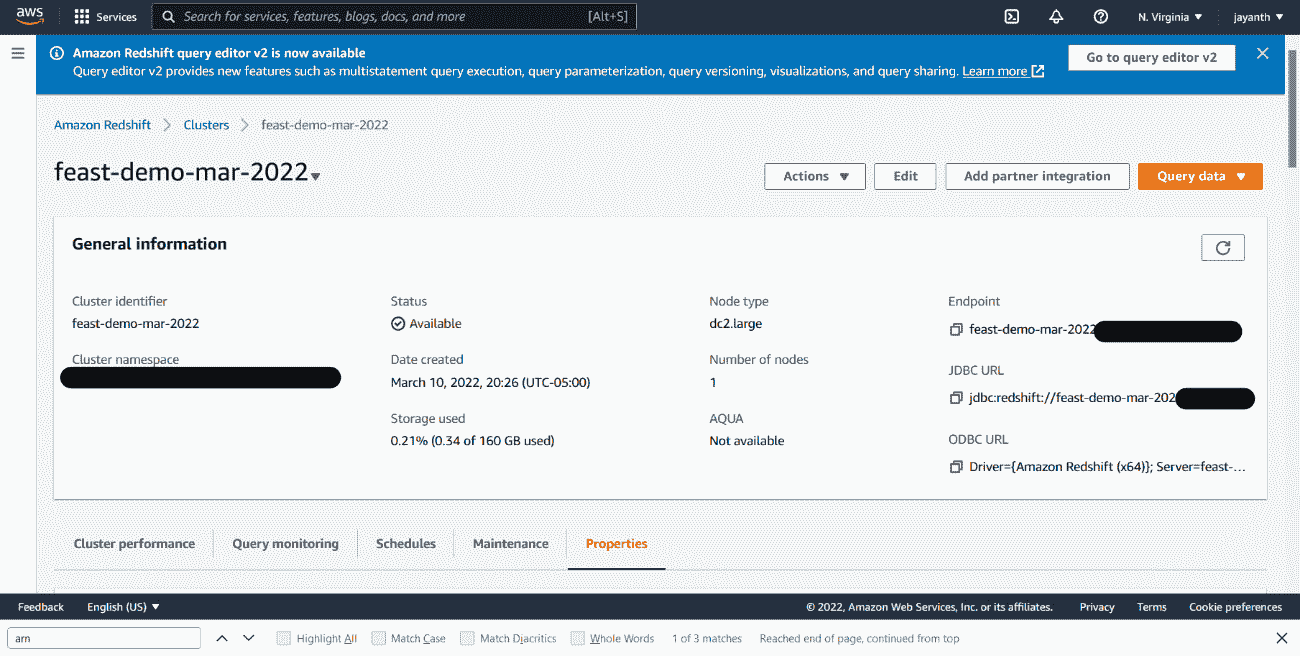 aws
Services
Search for services, features, blogs, docs, and more
[Alt+S]
N. Virginia
jayanth
Amazon Redshift query editor v2 is now available
Query editor v2 provides new features such as multistatement query execution, query parameterization, query versioning, visualizations, and query sharing. Learn more
Go to query editor v2
Amazon Redshift
Clusters
feast-demo-mar-2022
feast-demo-mar-2022
Actions
Edit
Add partner integration
Query data
General information
Cluster identifier
feast-demo-mar-2022
Cluster namespace
Status
Available
Date created
March 10, 2022, 20:26 (UTC-05:00)
Storage used
0.21% (0.34 of 160 GB used)
Node type
dc2.large
Number of nodes
1
AQUA
Not available
Endpoint
feast-demo-mar-2022
JDBC URL
jdbc:redshift://feast-demo-mar-202
ODBC URL
Driver={Amazon Redshift (x64)}; Server=feast-...
Cluster performance
Query monitoring
Schedules
Maintenance
Properties
Feedback
English (US)
© 2022, Amazon Web Services, Inc. or its affiliates.
Privacy
Terms
Cookie preferences
arn
Highlight All
Match Case
Match Diacritics
Whole Words
1 of 3 matches
Reached end of page, continued from top